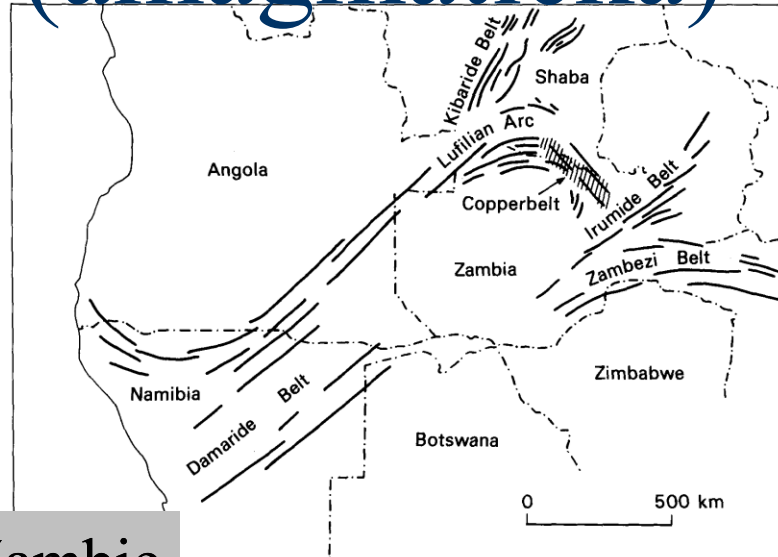 Kibaride Belt
Shaba
Lufilian Arc
Angola
Copperbelt
Irumide Belt
Zambia
Zambezi Belt
Namibia
Zimbabwe
Damaride Belt
Botswana
0 500 km